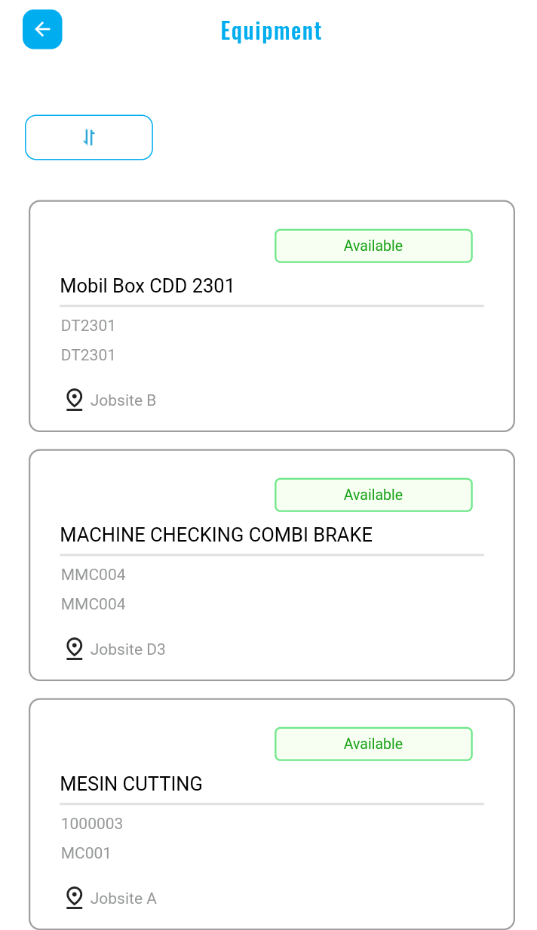 Equipment
Available
Mobil Box CDD 2301
DT2301
DT2301
Jobsite B
Available
MACHINE CHECKING COMBI BRAKE
MMC004
MMC004
Jobsite D3
Available
MESIN CUTTING
1000003
MC001
Jobsite A